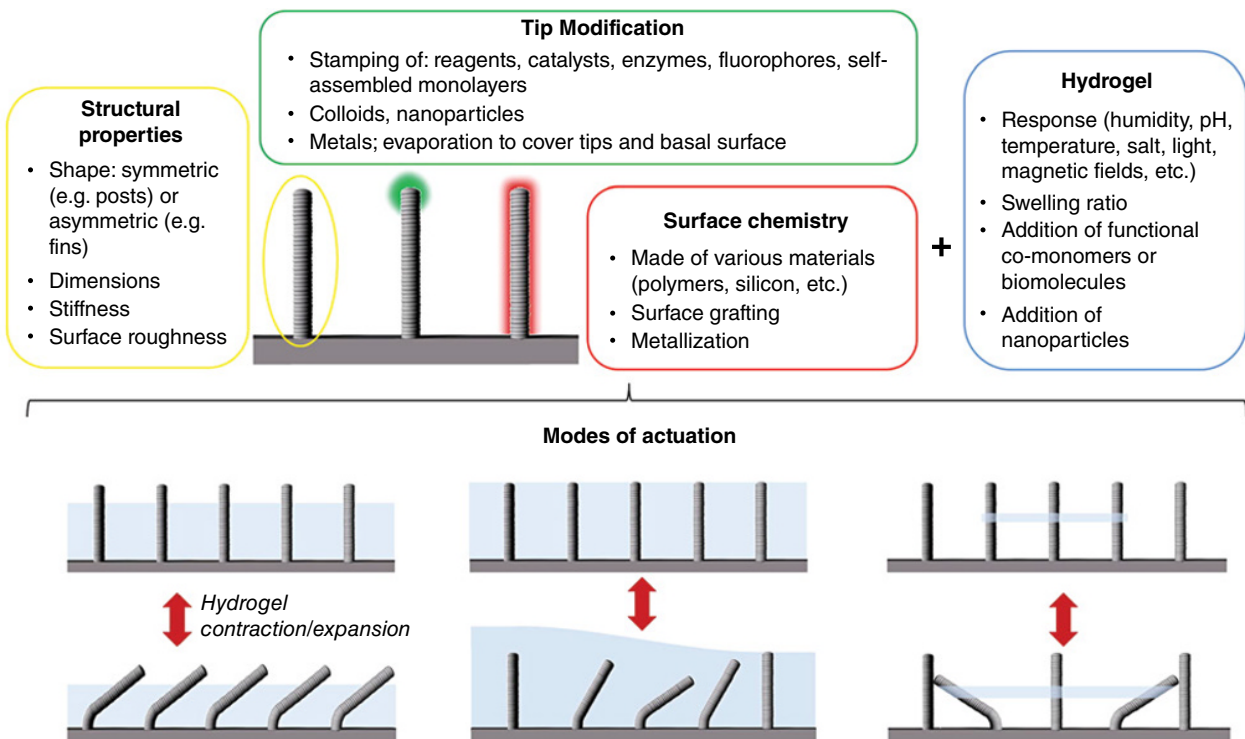 Tip Modification
• Stamping of: reagents, catalysts, enzymes, fluorophores, self-
assembled monolayers
• Colloids, nanoparticles
• Metals; evaporation to cover tips and basal surface
Structural
properties
• Shape: symmetric
(e.g. posts) or
asymmetric (e.g.
fins)
• Dimensions
• Stiffness
• Surface roughness
Surface chemistry
• Made of various materials
(polymers, silicon, etc.)
• Surface grafting
• Metallization
+
Hydrogel
• Response (humidity, pH,
temperature, salt, light,
magnetic fields, etc.)
• Swelling ratio
• Addition of functional
co-monomers or
biomolecules
• Addition of
nanoparticles
Modes of actuation
Hydrogel
contraction/expansion